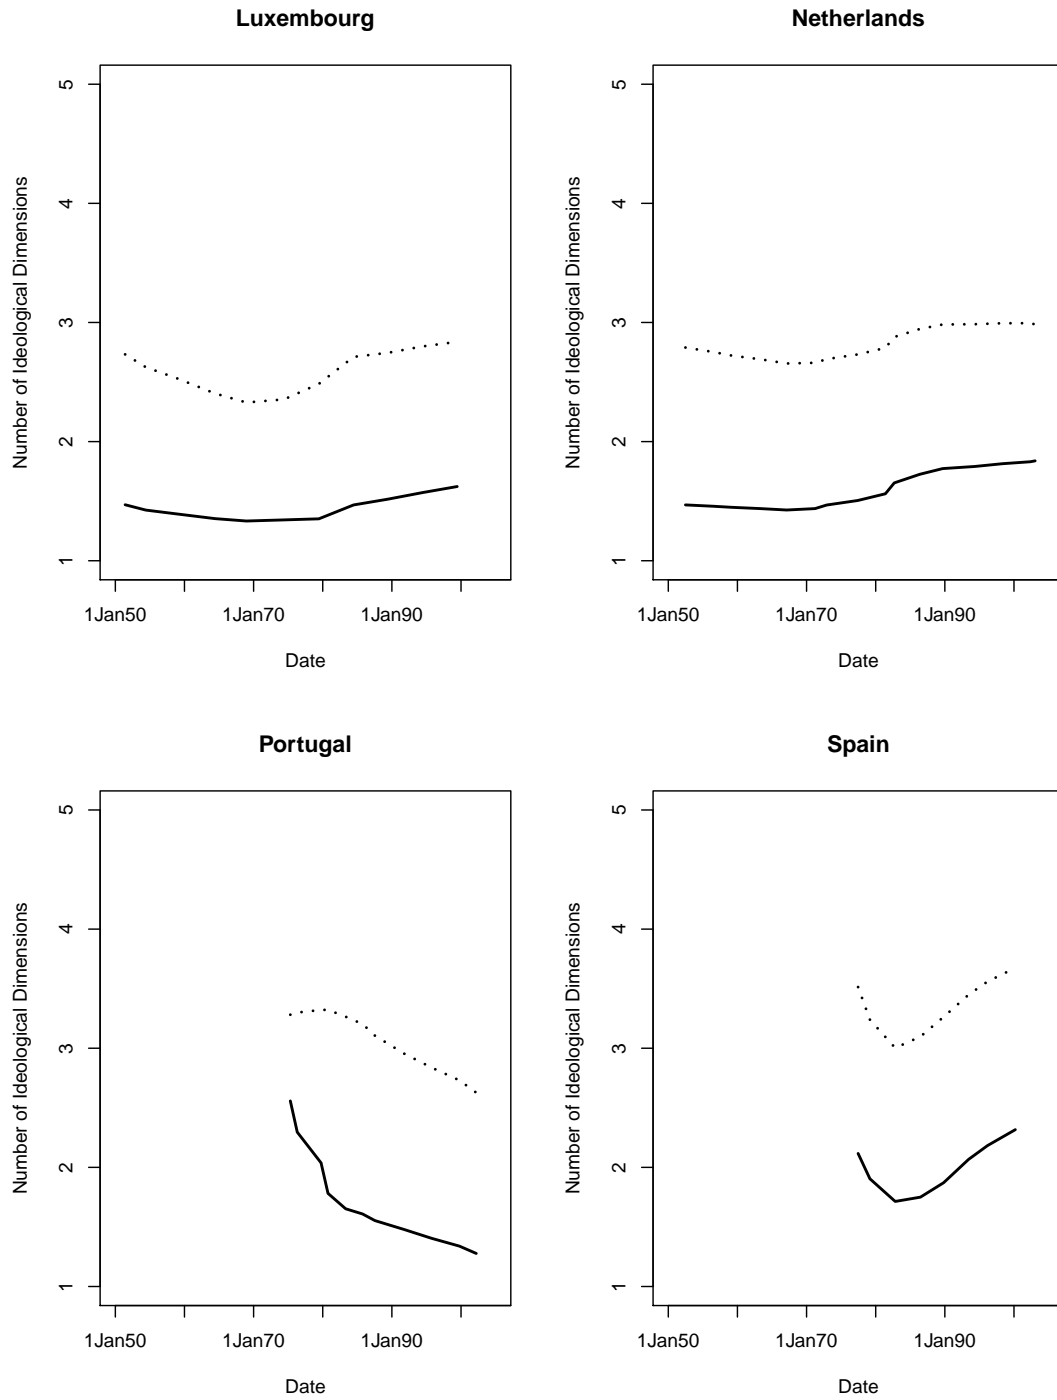 Luxembourg
Number of Ideological Dimensions
5
4
3
2
1
1Jan50 1Jan70 1Jan90
Date
Netherlands
Number of Ideological Dimensions
5
4
3
2
1
1Jan50 1Jan70 1Jan90
Date
Portugal
Number of Ideological Dimensions
5
4
3
2
1
1Jan50 1Jan70 1Jan90
Date
Spain
Number of Ideological Dimensions
5
4
3
2
1
1Jan50 1Jan70 1Jan90
Date